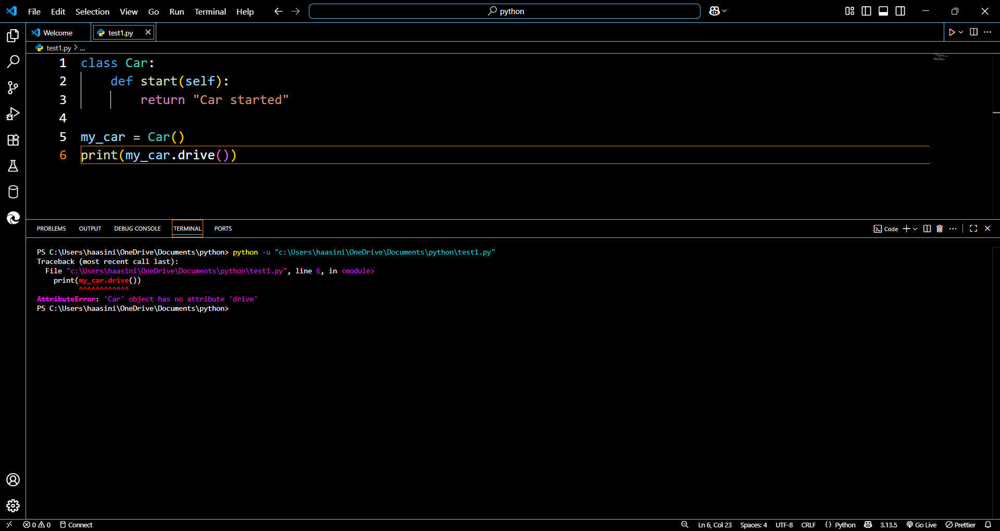 File Edit Selection View Go Run Terminal Help
python
Welcome
test1.py
test1.py > ...
1 class Car:
2 def start(self):
3 return "Car started"
4
5 my_car = Car()
6 print(my_car.drive())
PROBLEMS OUTPUT DEBUG CONSOLE TERMINAL PORTS
Code
PS C:\Users\haasini\OneDrive\Documents\python> python -u "c:\Users\haasini\OneDrive\Documents\python\test1.py"
Traceback (most recent call last):
File "c:\Users\haasini\OneDrive\Documents\python\test1.py", line 6, in <module>
print(my_car.drive())
^^^^^^^^^^^^
AttributeError: 'Car' object has no attribute 'drive'
PS C:\Users\haasini\OneDrive\Documents\python>
0 0 Connect
Ln 6, Col 23 Spaces: 4 UTF-8 CRLF {} Python 3.13.5 Go Live Prettier